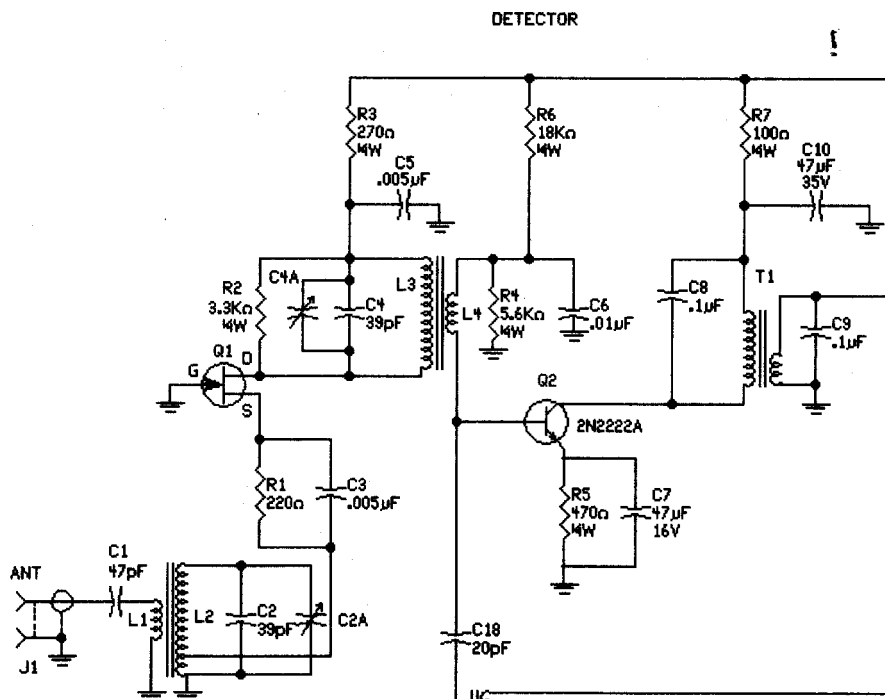 DETECTOR
R3
270Ω
¼W
R6
18KΩ
¼W
R7
100Ω
¼W
C10
47µF
35V
C5
.005µF
R2
3.3KΩ
¼W
C4A
C4
39pF
L3
L4
R4
5.6KΩ
¼W
C6
.01µF
C8
.1µF
T1
C9
.1µF
Q1
G
D
S
Q2
2N2222A
R1
220Ω
C3
.005µF
R5
470Ω
¼W
C7
47µF
16V
ANT
C1
47pF
L1
L2
C2
39pF
C2A
J1
C18
20pF